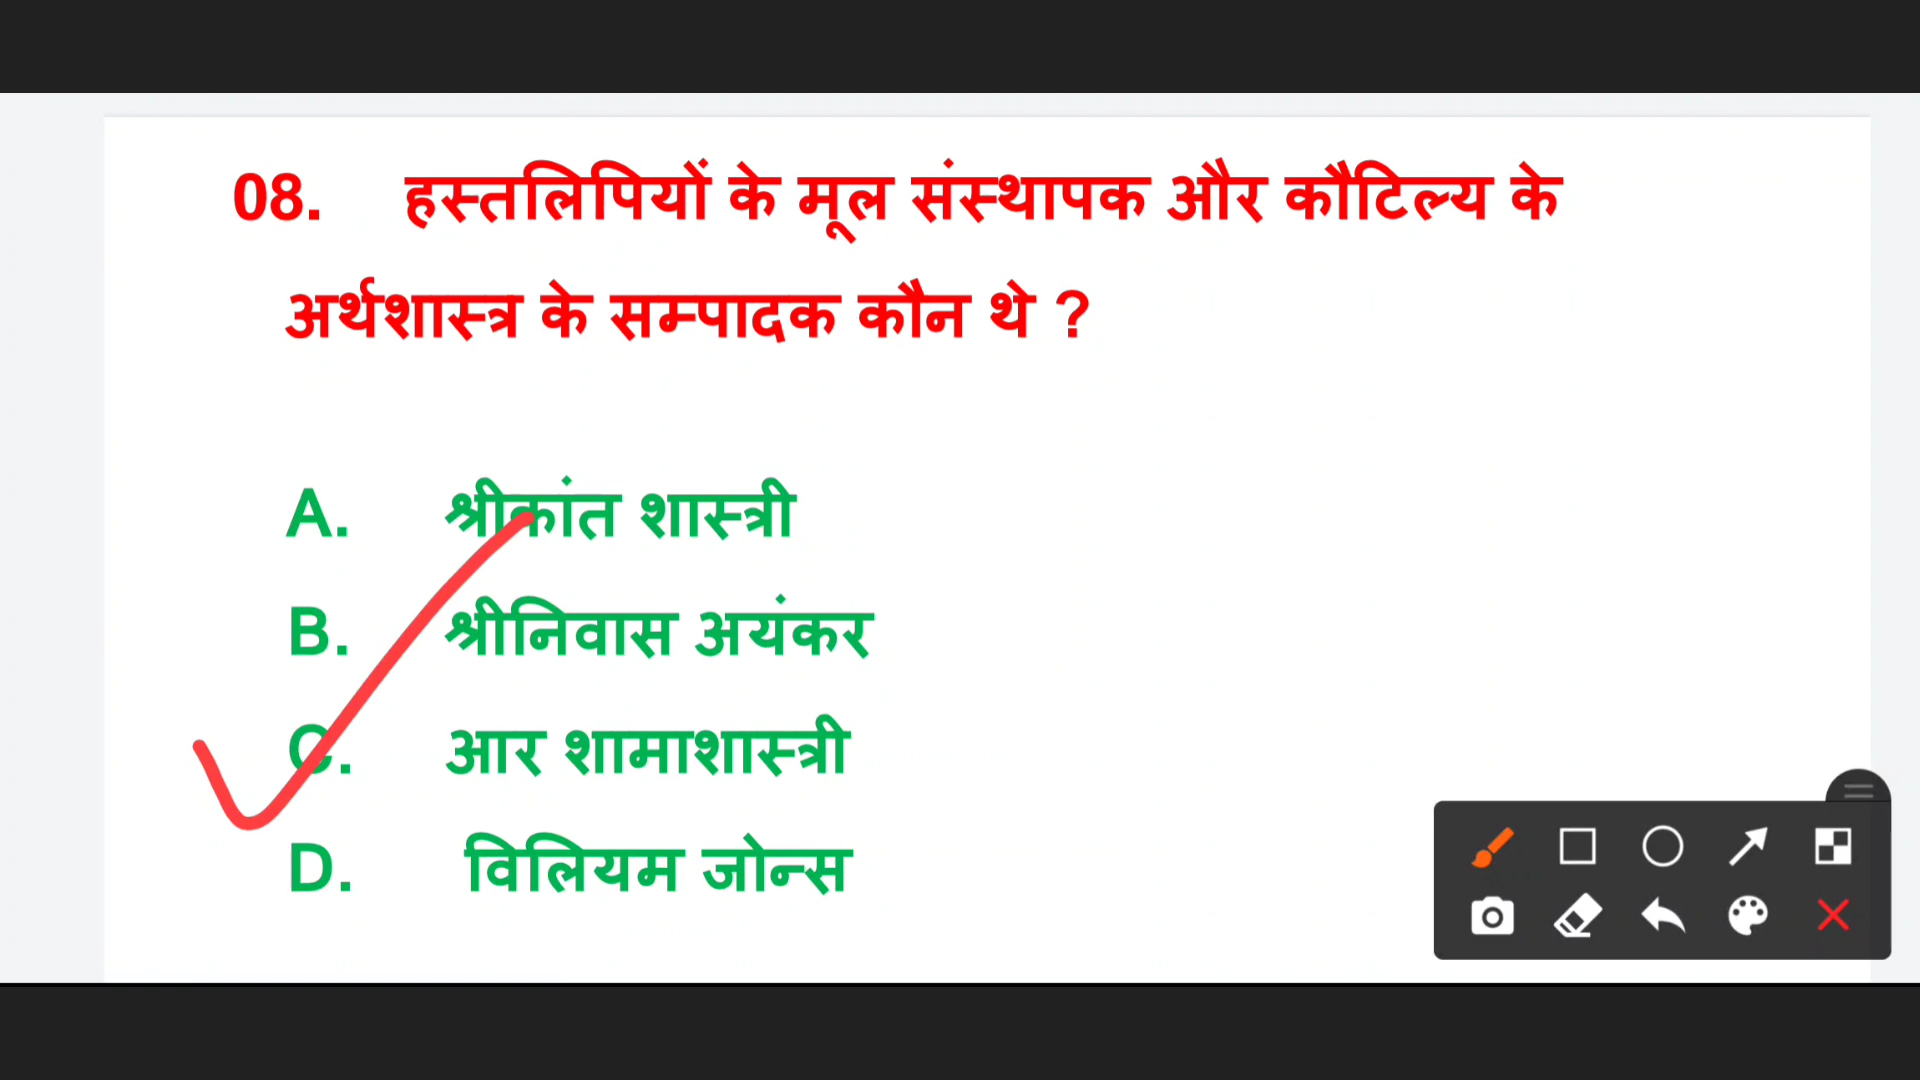 08. हस्तलिपियों के मूल संस्थापक और कौटिल्य के
अर्थशास्त्र के सम्पादक कौन थे ?
A. श्रीकांत शास्त्री
B. श्रीनिवास अयंकर
C. आर शामाशास्त्री
D. विलियम जोन्स